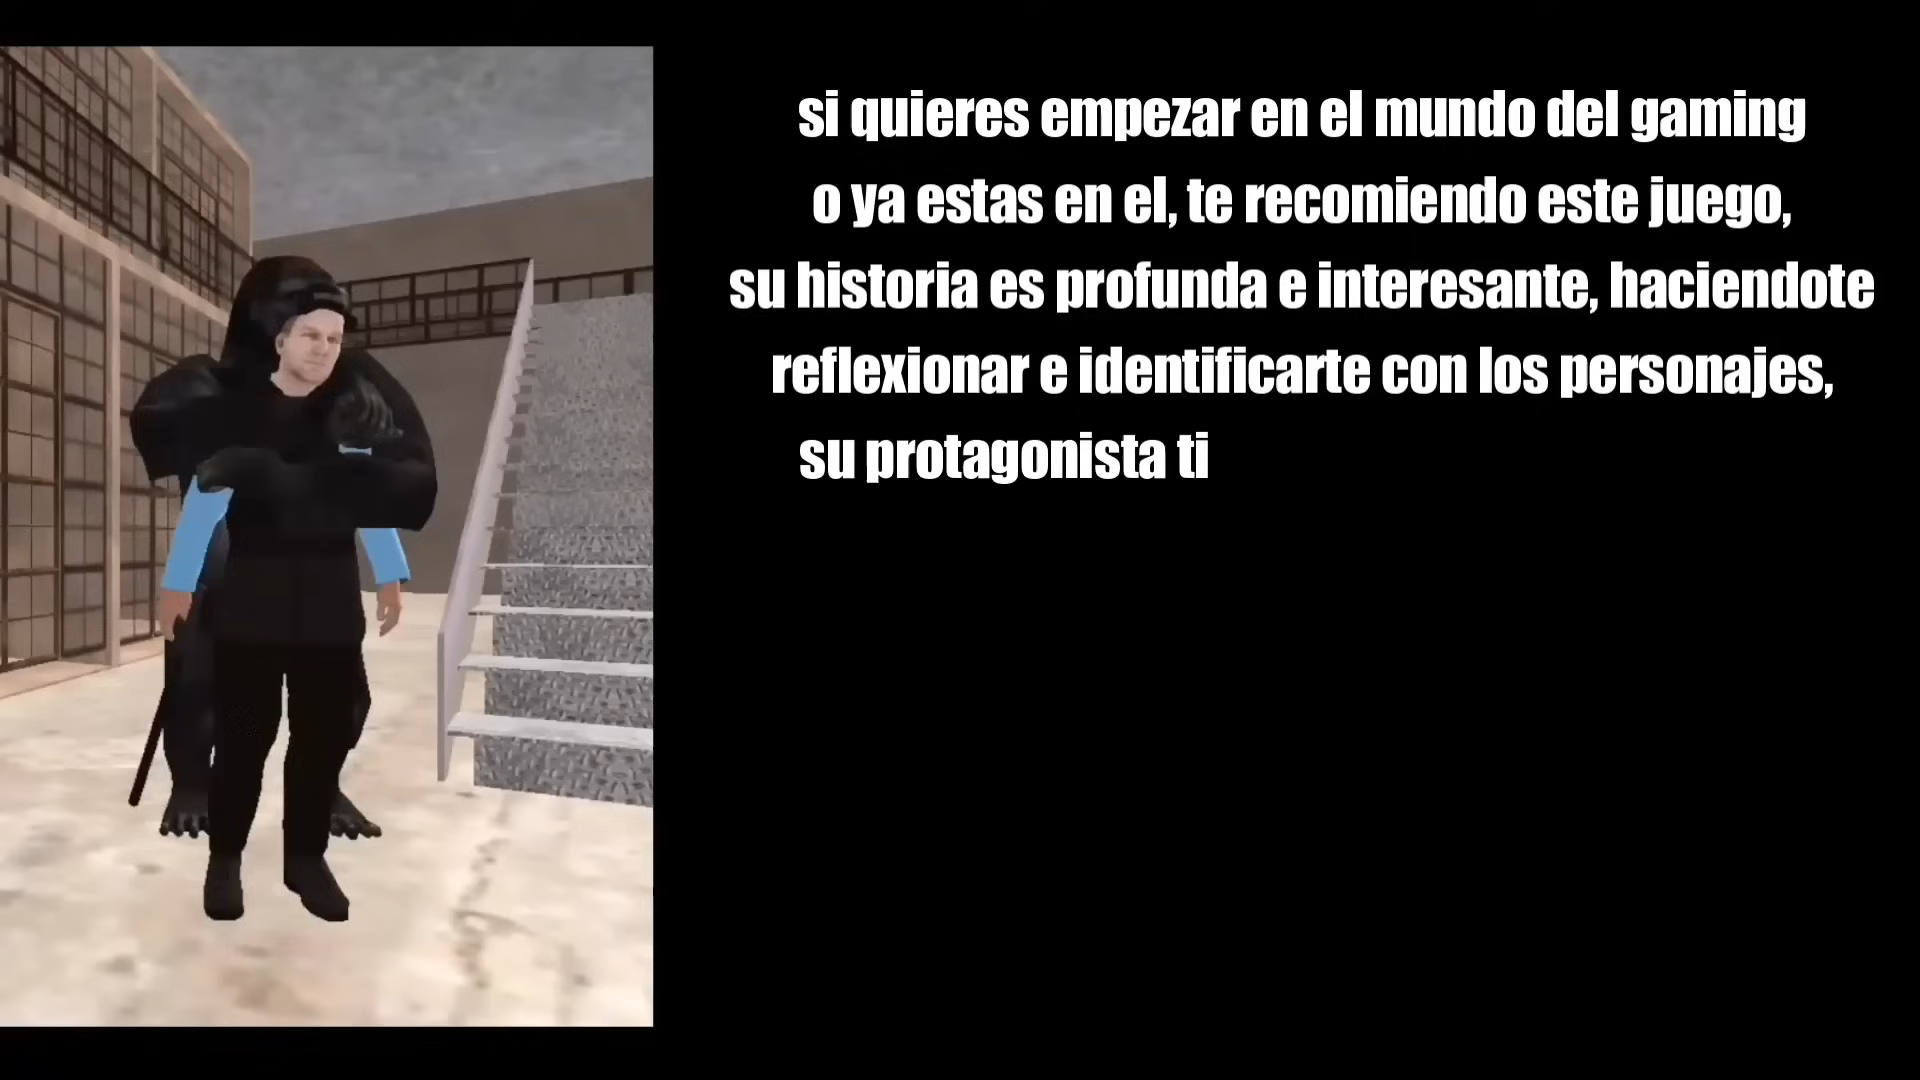 si quieres empezar en el mundo del gaming
o ya estas en el, te recomiendo este juego,
su historia es profunda e interesante, haciendote
reflexionar e identificarte con los personajes,
su protagonista ti